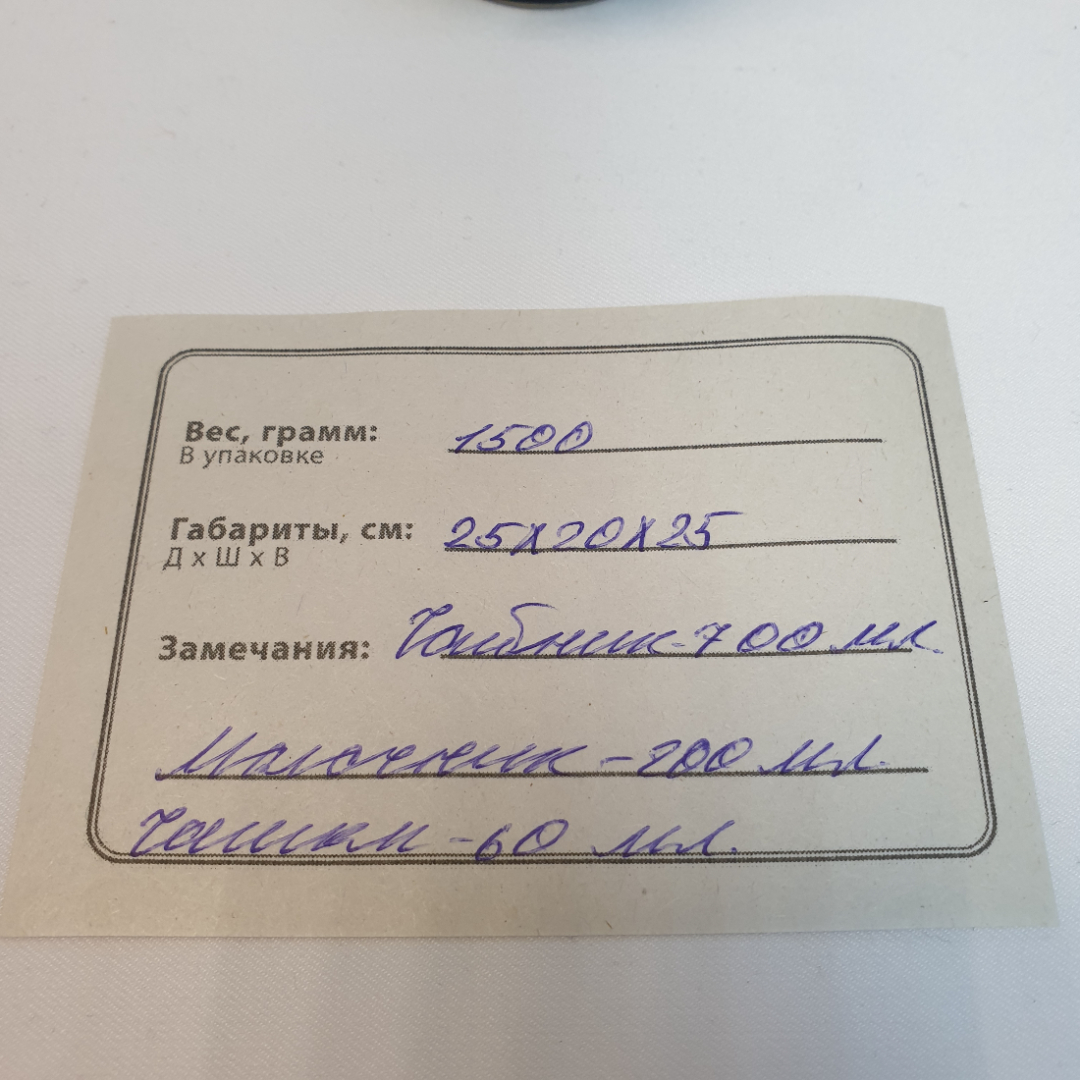 Вес, грамм: 1500
В упаковке
Габариты, см: 25х20х25
Д х Ш х В
Замечания: Чайник-700 мл.
Молочник - 200 мл.
Чашки - 60 мл.